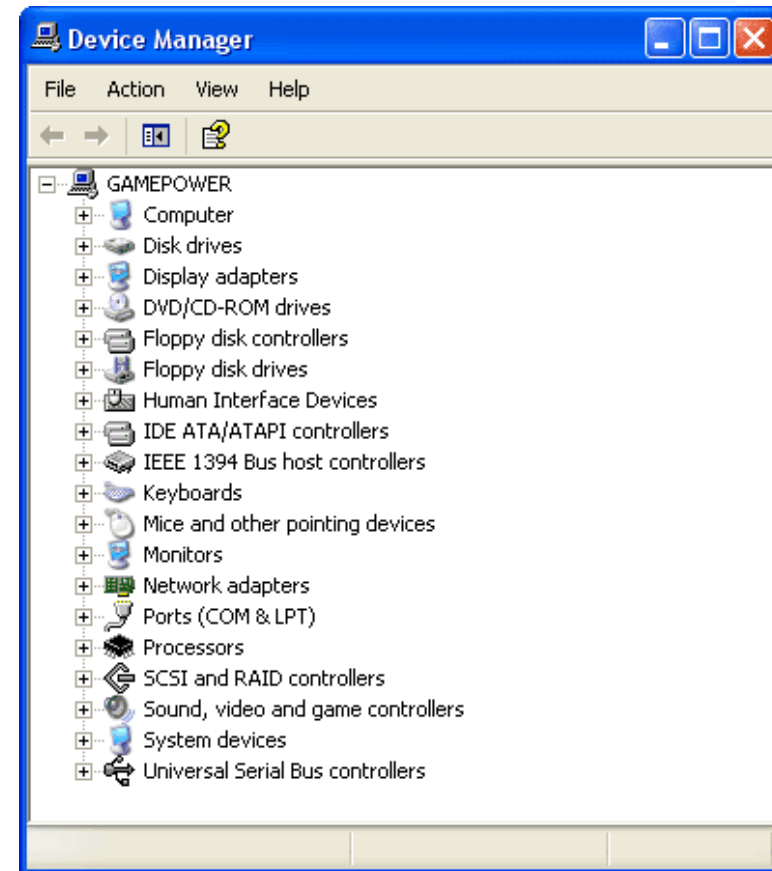 Device Manager
File Action View Help
GAMEPOWER
Computer
Disk drives
Display adapters
DVD/CD-ROM drives
Floppy disk controllers
Floppy disk drives
Human Interface Devices
IDE ATA/ATAPI controllers
IEEE 1394 Bus host controllers
Keyboards
Mice and other pointing devices
Monitors
Network adapters
Ports (COM & LPT)
Processors
SCSI and RAID controllers
Sound, video and game controllers
System devices
Universal Serial Bus controllers